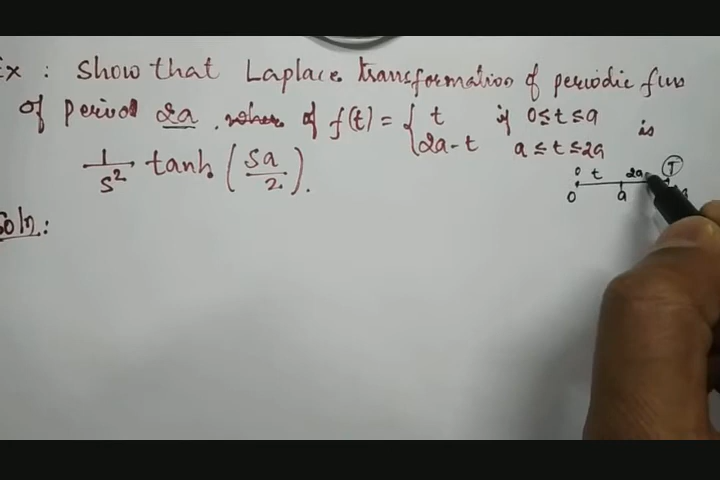 Ex : Show that Laplace transformation of periodic fun
of period 2a of f(t) = { t if 0≤t≤a
2a-t a≤t≤2a is
1/s² tanh (sa/2).
0 t 2a T
0 a
Soln: